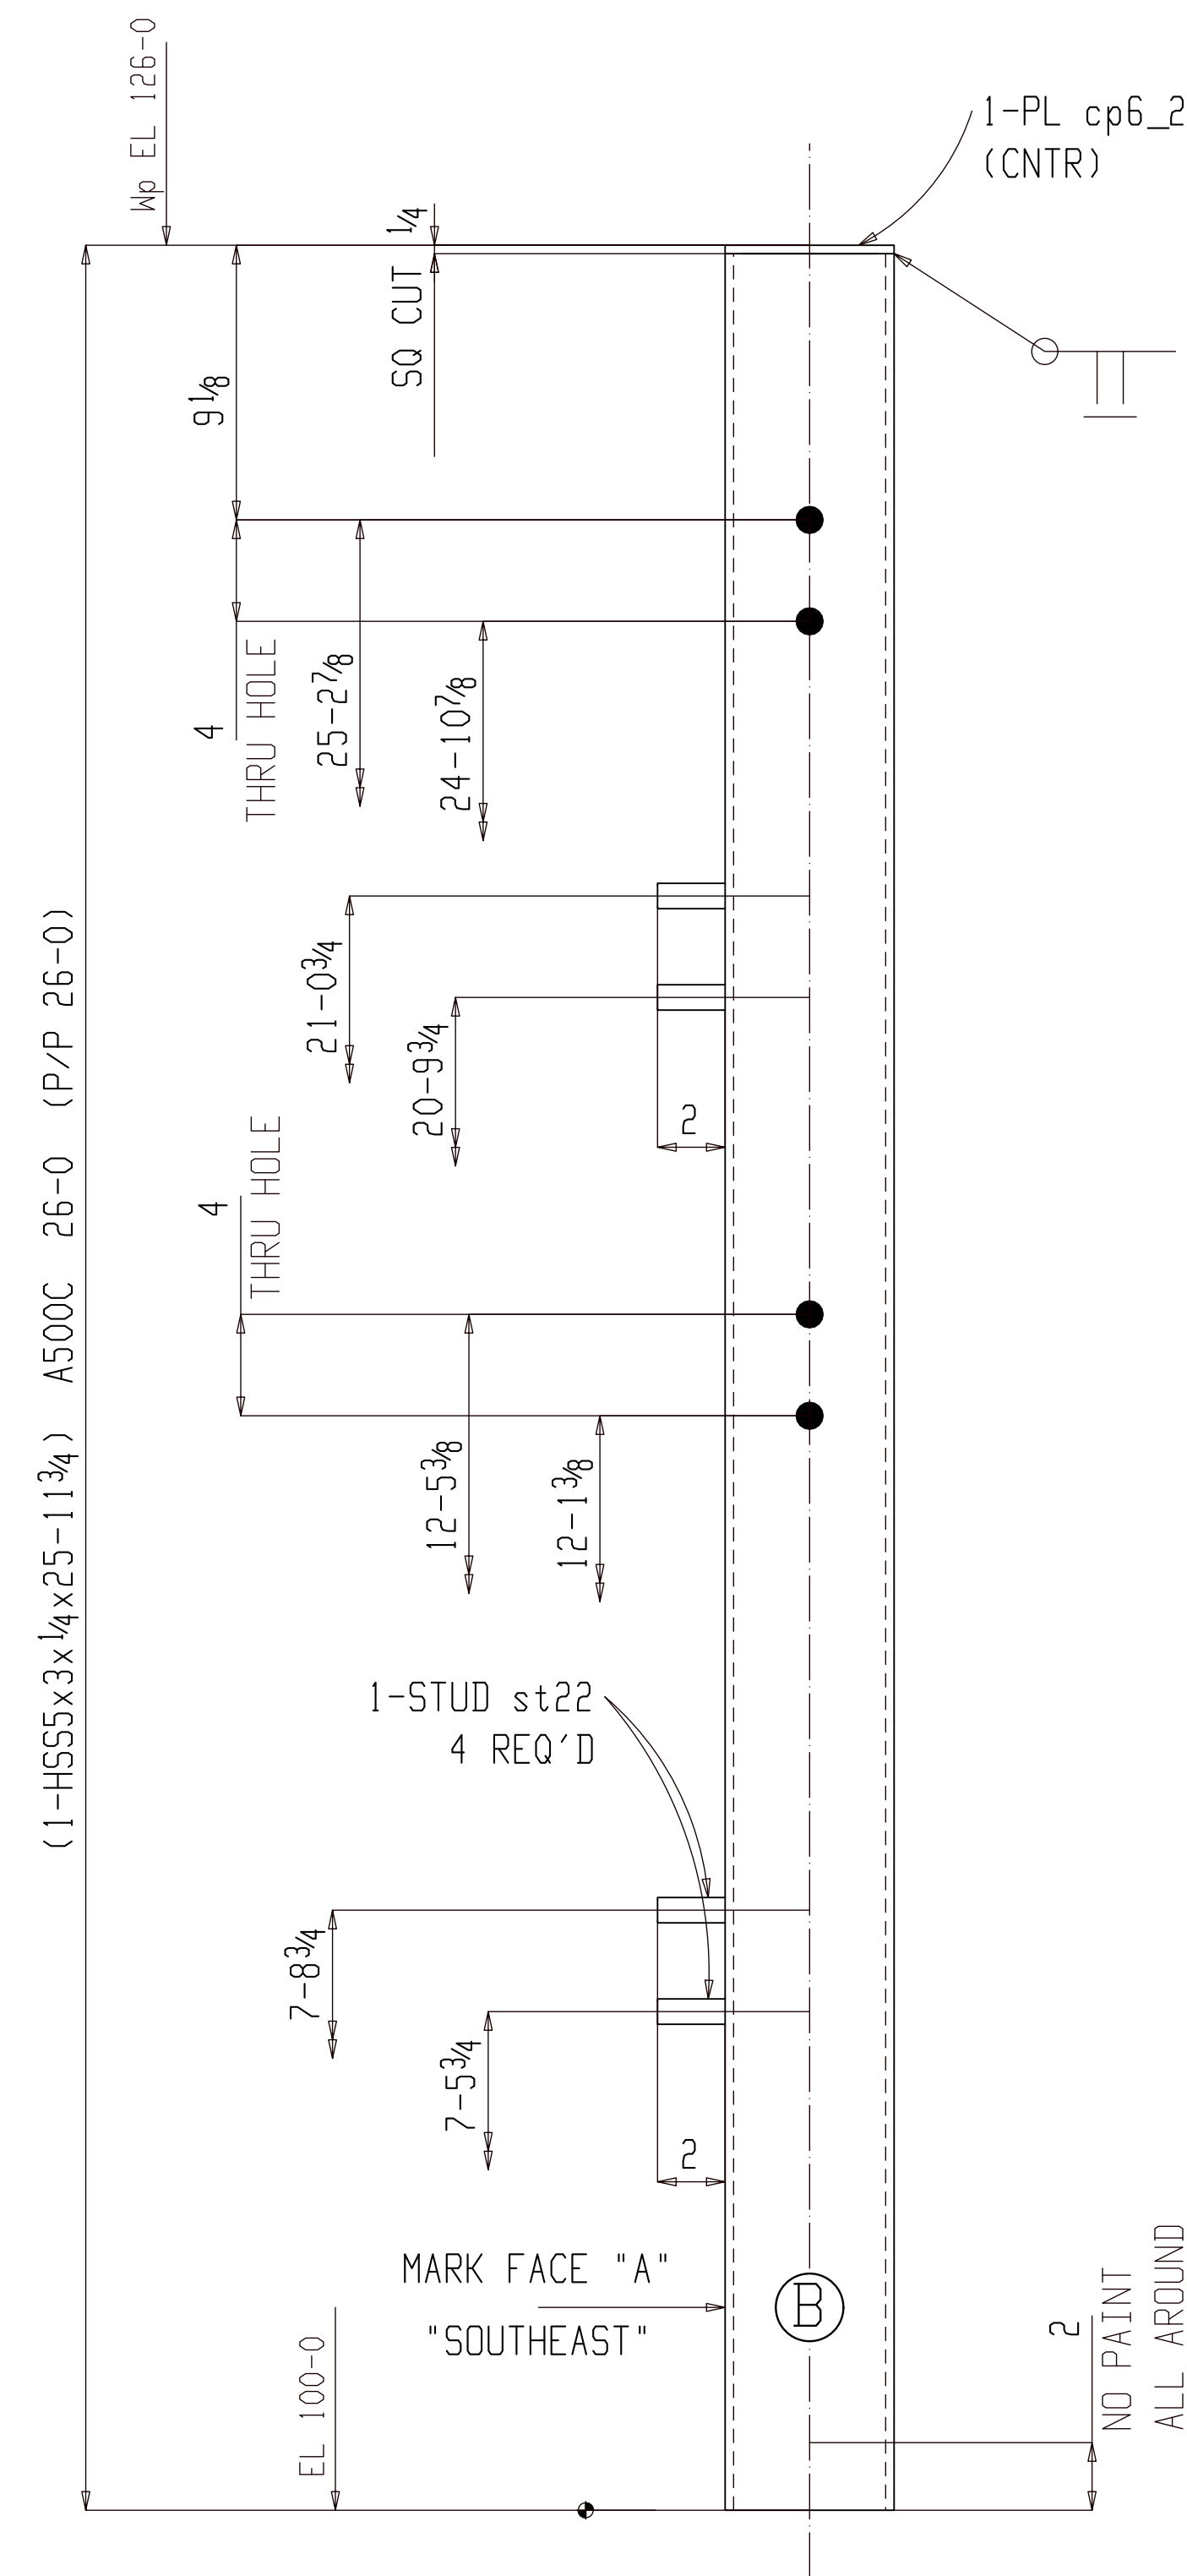 Wp EL 126-0
1-PL cp6_2
(CNTR)
1/4
SQ CUT
9 1/8
4
THRU HOLE
25-2 7/8
24-10 7/8
21-0 3/4
20-9 3/4
2
4
THRU HOLE
(1-HSS5x3x1/4x25-11 3/4) A500C 26-0 (P/P 26-0)
12-5 3/8
12-1 3/8
1-STUD st22
4 REQ'D
7-8 3/4
7-5 3/4
2
MARK FACE "A"
"SOUTHEAST"
B
EL 100-0
2
NO PAINT
ALL AROUND